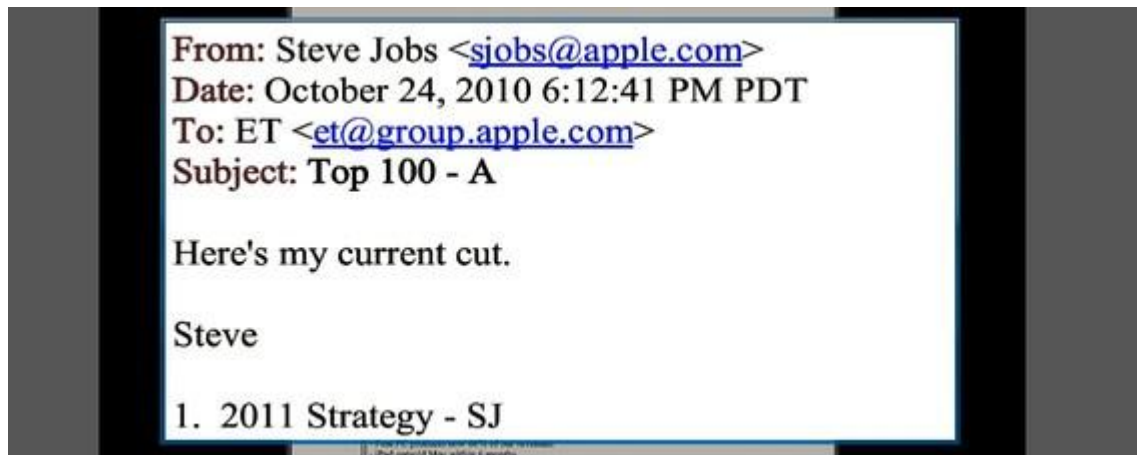 From: Steve Jobs <sjobs@apple.com>
Date: October 24, 2010 6:12:41 PM PDT
To: ET <et@group.apple.com>
Subject: Top 100 - A
Here's my current cut.
Steve
1. 2011 Strategy - SJ